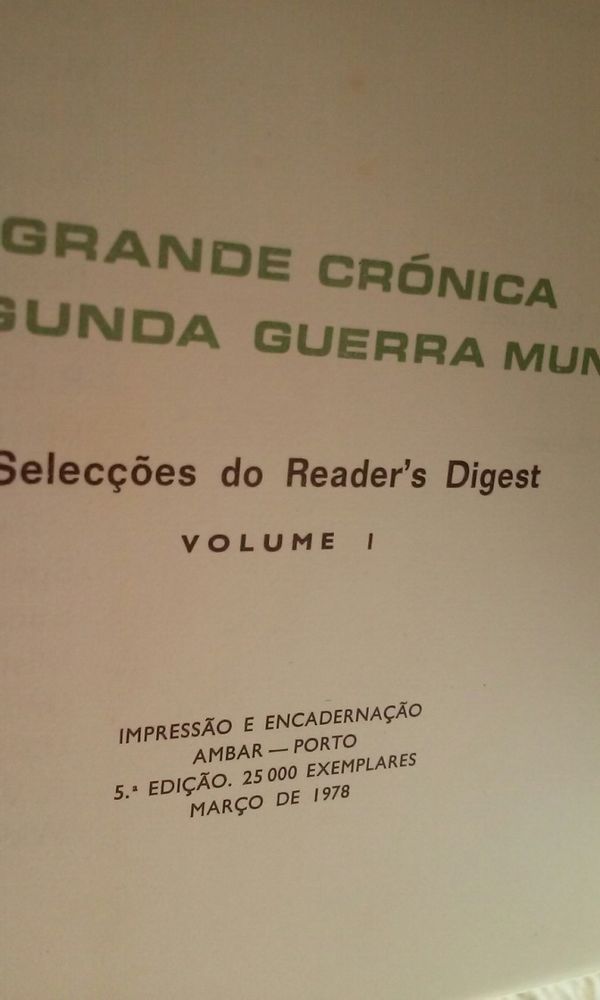 GRANDE CRÓNICA
GUNDA GUERRA MUN
Selecções do Reader's Digest
VOLUME I
IMPRESSÃO E ENCADERNAÇÃO
AMBAR — PORTO
5.ª EDIÇÃO. 25 000 EXEMPLARES
MARÇO DE 1978